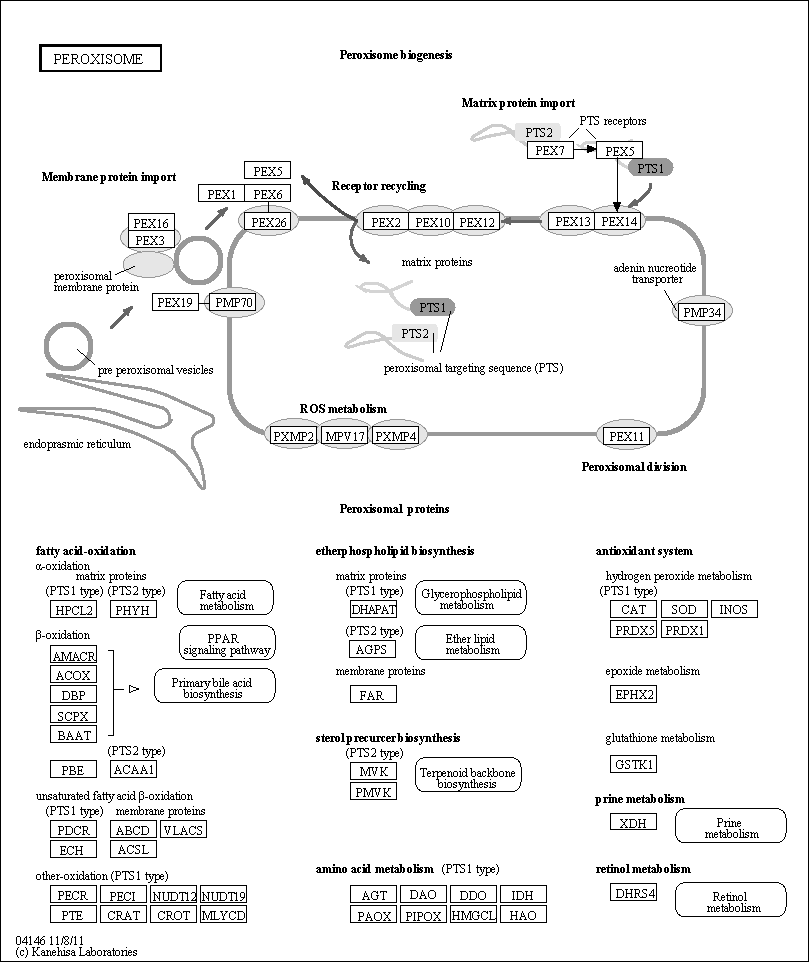 PEROXISOME
Peroxisome biogenesis
Matrix protein import
PTS2
PTS receptors
PEX7
PEX5
PTS1
Membrane protein import
PEX5
PEX1
PEX6
Receptor recycling
PEX16
PEX3
PEX26
PEX2
PEX10
PEX12
PEX13
PEX14
peroxisomal
membrane protein
matrix proteins
adenin nucreotide
transporter
PEX19
PMP70
PTS1
PMP34
PTS2
pre peroxisomal vesicles
peroxisomal targeting sequence (PTS)
ROS metabolism
endoprasmic reticulum
PXMP2
MPV17
PXMP4
PEX11
Peroxisomal division
Peroxisomal proteins
fatty acid-oxidation
α-oxidation
matrix proteins
(PTS1 type)
(PTS2 type)
HPCL2
PHYH
Fatty acid
metabolism
β-oxidation
PPAR
signaling pathway
AMACR
ACOX
DBP
SCPX
BAAT
Primary bile acid
biosynthesis
(PTS2 type)
PBE
ACAA1
unsaturated fatty acid β-oxidation
(PTS1 type)
membrane proteins
PDCR
ABCD
VLACS
ECH
ACSL
other-oxidation (PTS1 type)
PECR
PECI
NUDT12
NUDT19
PTE
CRAT
CROT
MLYCD
etherphospholipid biosynthesis
matrix proteins
(PTS1 type)
DHAPAT
Glycerophospholipid
metabolism
(PTS2 type)
AGPS
Ether lipid
metabolism
membrane proteins
FAR
sterol precurcer biosynthesis
(PTS2 type)
MVK
PMVK
Terpenoid backbone
biosynthesis
amino acid metabolism (PTS1 type)
AGT
DAO
DDO
IDH
PAOX
PIPOX
HMGCL
HAO
antioxidant system
hydrogen peroxide metabolism
(PTS1 type)
CAT
SOD
INOS
PRDX5
PRDX1
epoxide metabolism
EPHX2
glutathione metabolism
GSTK1
prine metabolism
XDH
Prine
metabolism
retinol metabolism
DHRS4
Retinol
metabolism
04146 11/8/11
(c) Kanehisa Laboratories